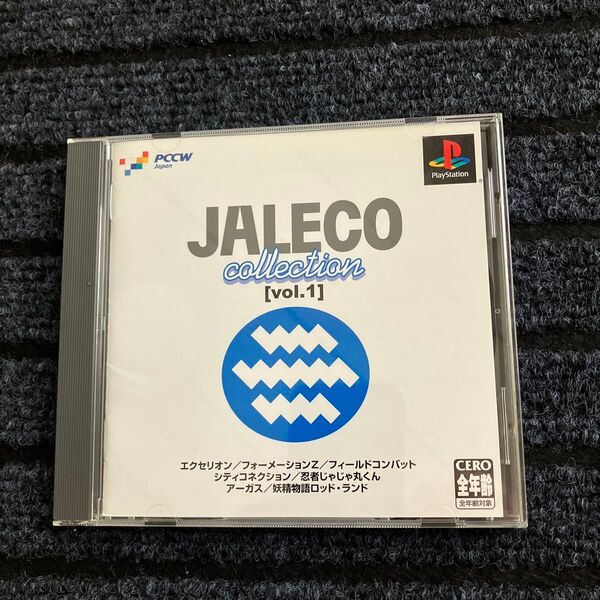 PCCW
Japan
PlayStation
JALECO
collection
[vol.1]
エクセリオン／フォーメーションZ／フィールドコンバット
シティコネクション／忍者じゃじゃ丸くん
アーガス／妖精物語ロッド・ランド
CERO
全年齢
全年齢対象